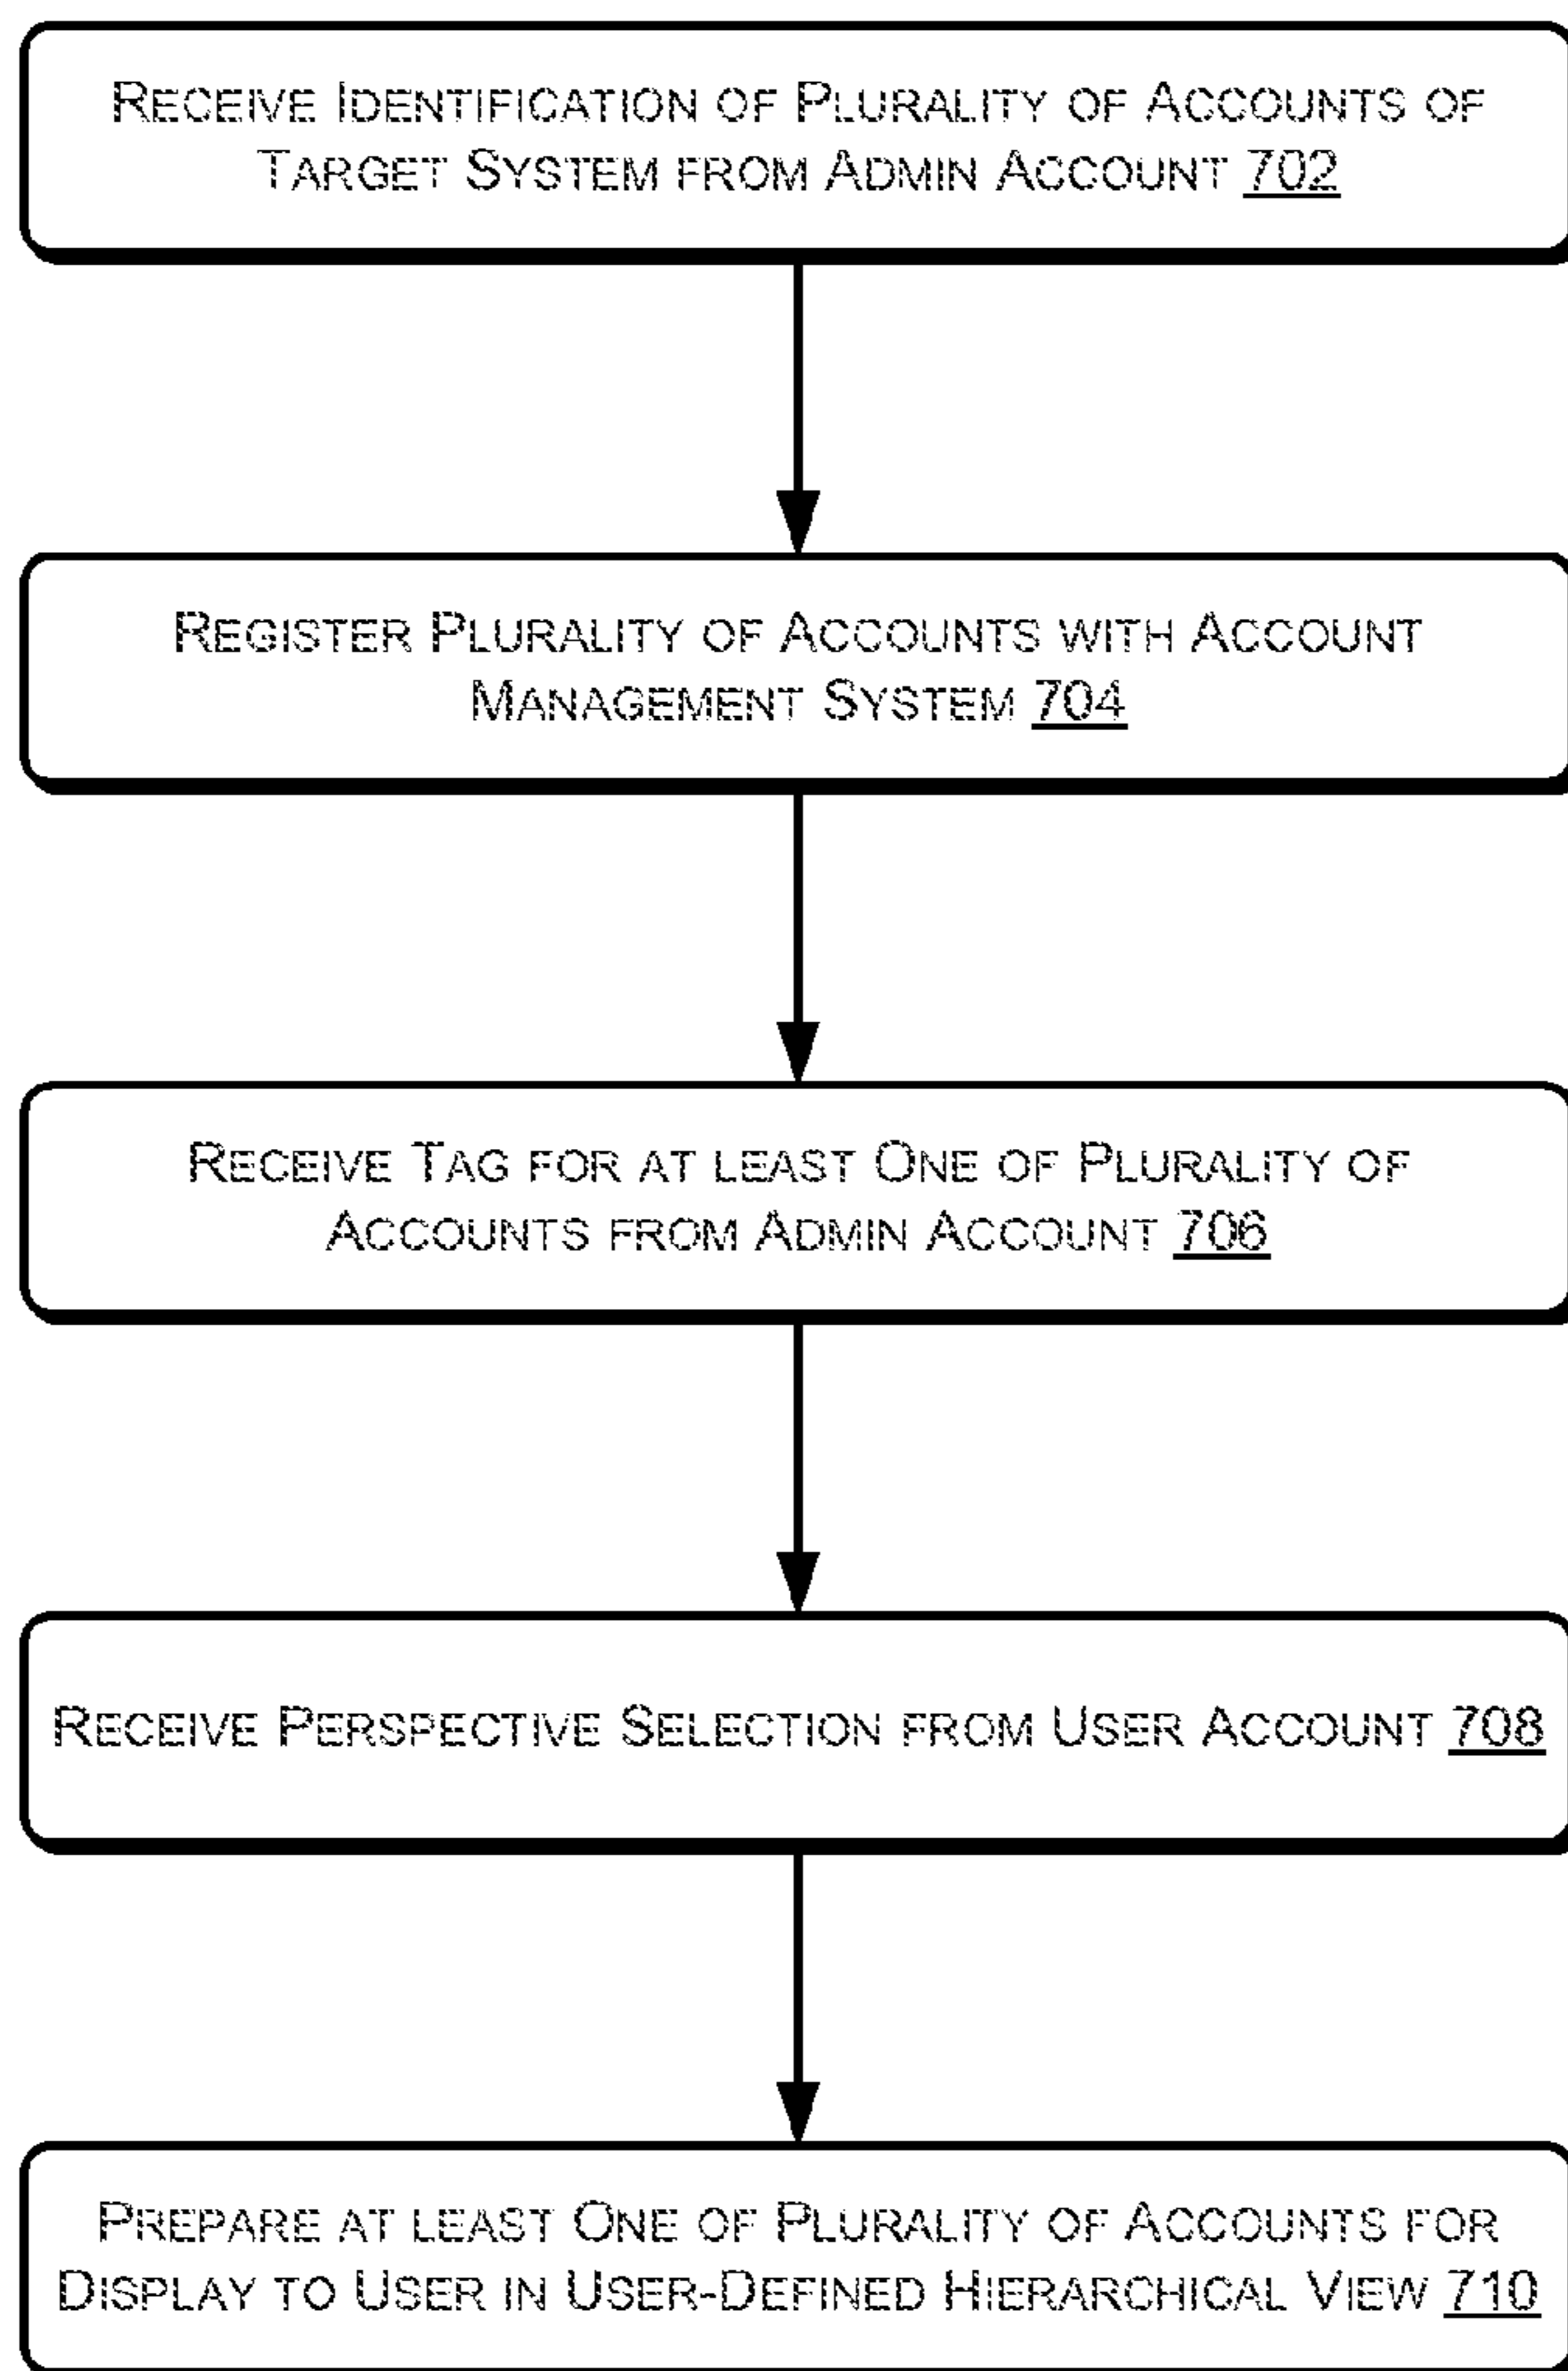 RECEIVE IDENTIFICATION OF PLURALITY OF ACCOUNTS OF
TARGET SYSTEM FROM ADMIN ACCOUNT 702
REGISTER PLURALITY OF ACCOUNTS WITH ACCOUNT
MANAGEMENT SYSTEM 704
RECEIVE TAG FOR AT LEAST ONE OF PLURALITY OF
ACCOUNTS FROM ADMIN ACCOUNT 706
RECEIVE PERSPECTIVE SELECTION FROM USER ACCOUNT 708
PREPARE AT LEAST ONE OF PLURALITY OF ACCOUNTS FOR
DISPLAY TO USER IN USER-DEFINED HIERARCHICAL VIEW 710